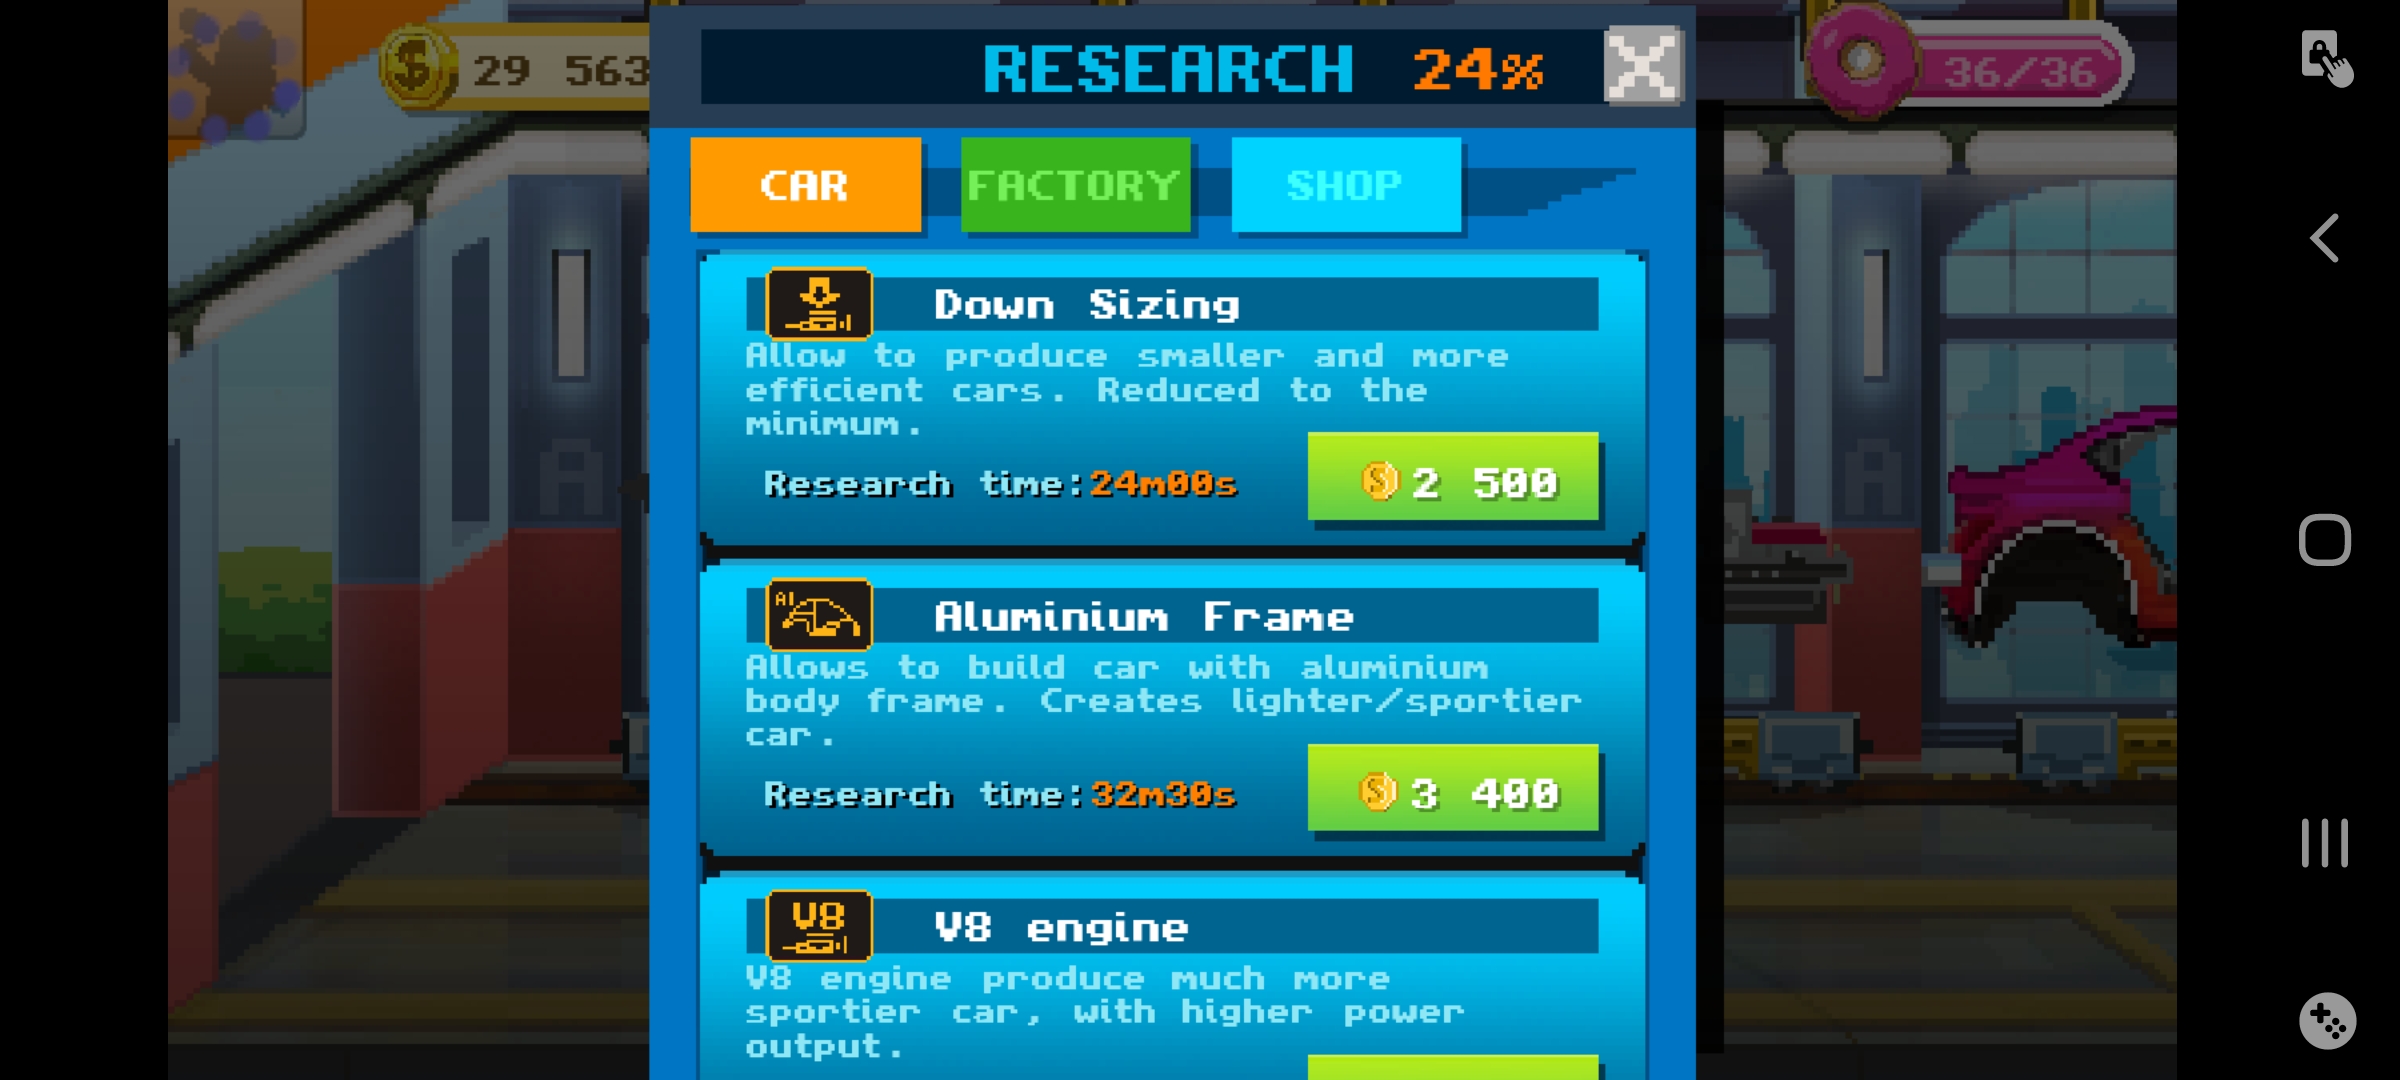 29 563
RESEARCH 24%
36/36
CAR FACTORY SHOP
Down Sizing
Allow to produce smaller and more
efficient cars. Reduced to the
minimum.
Research time:24m00s
2 500
Al
Aluminium Frame
Allows to build car with aluminium
body frame. Creates lighter/sportier
car.
Research time:32m30s
3 400
V8
V8 engine
V8 engine produce much more
sportier car, with higher power
output.
A
A